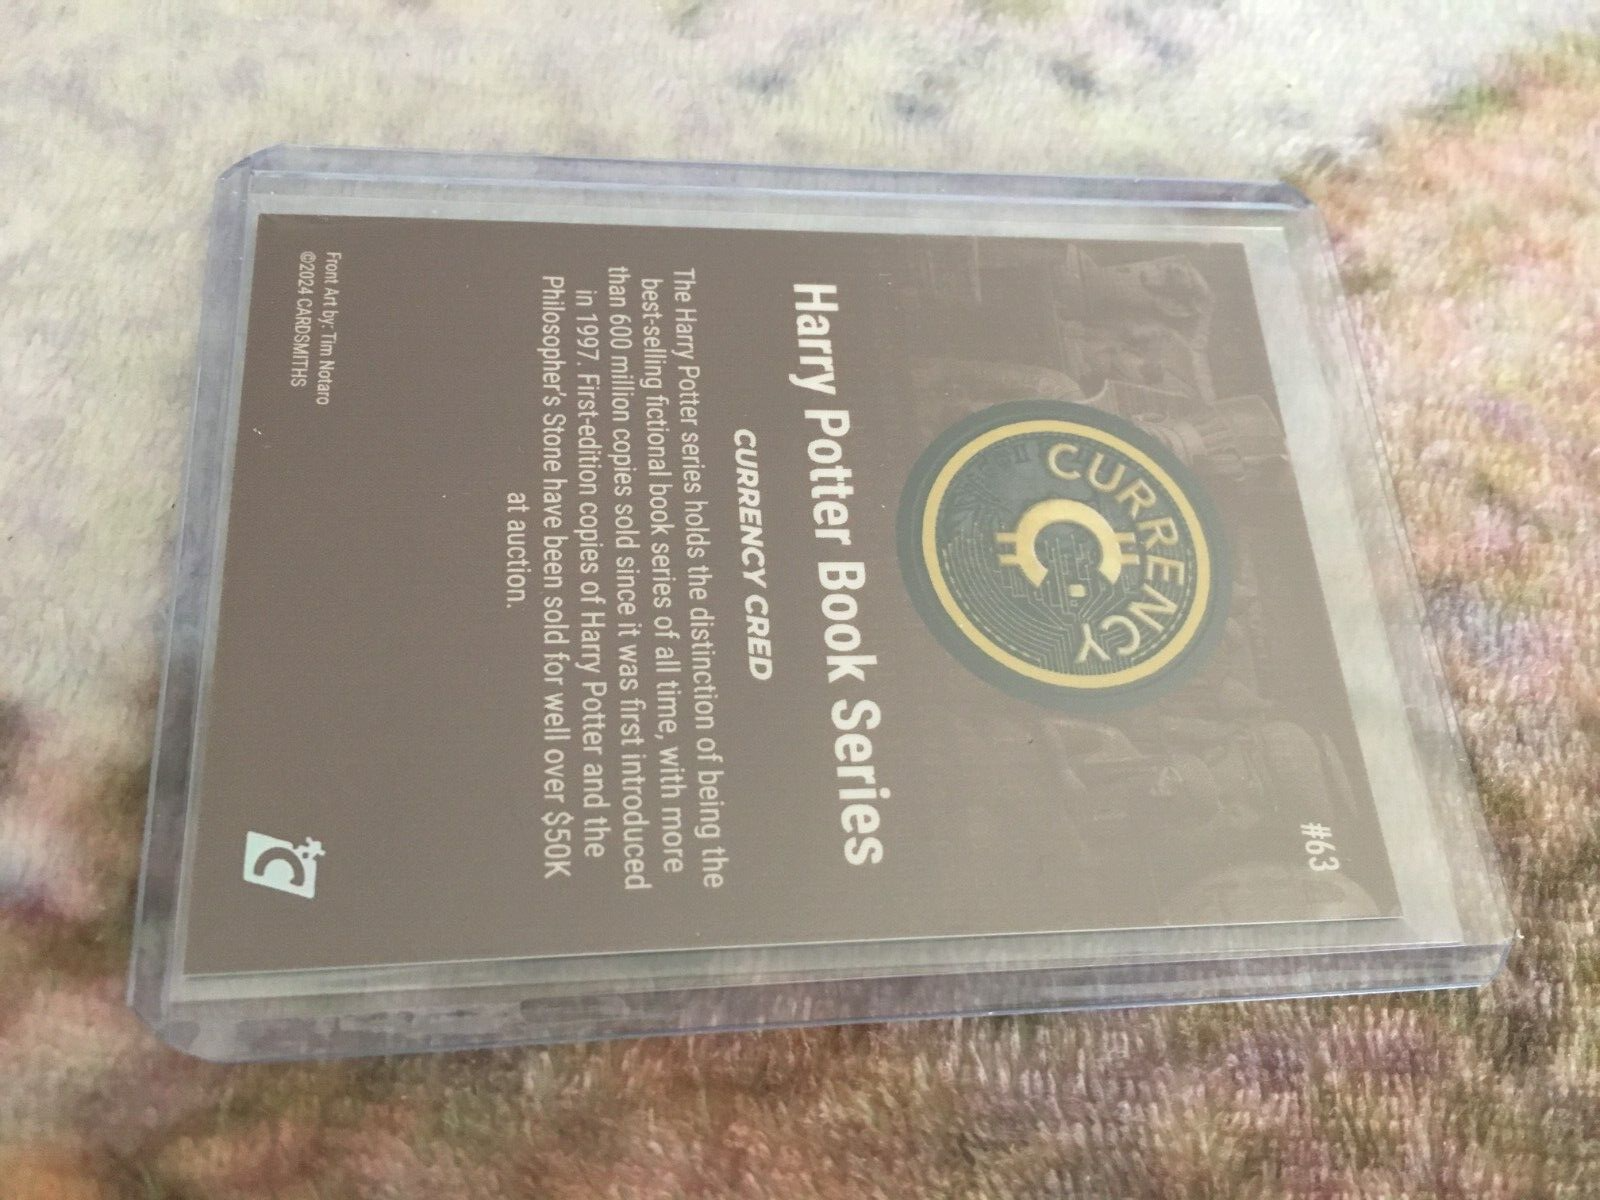 #63
CURRENCY
Harry Potter Book Series
CURRENCY CRED
The Harry Potter series holds the distinction of being the
best-selling fictional book series of all time, with more
than 600 million copies sold since it was first introduced
in 1997. First-edition copies of Harry Potter and the
Philosopher's Stone have been sold for well over $50K
at auction.
Front Art by: Tim Notaro
©2024 CARDSMITHS